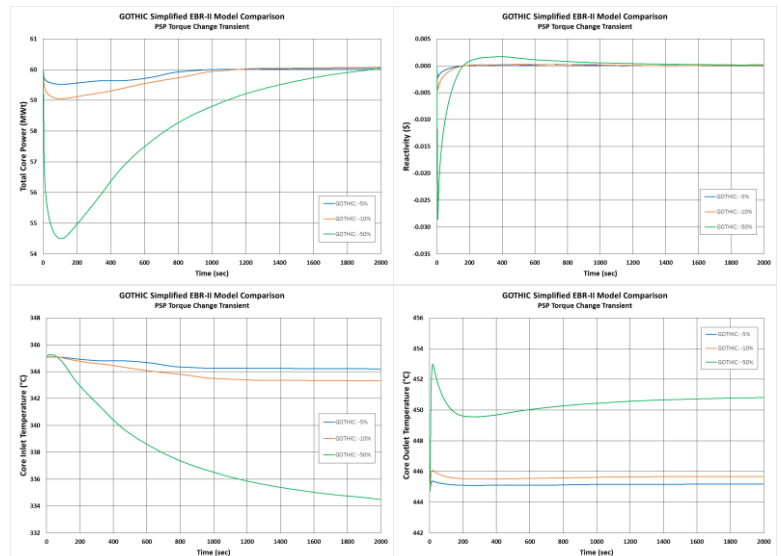 GOTHIC Simplified EBR-II Model Comparison
PSP Torque Change Transient
61
60
59
58
57
56
55
54
Total Core Power (MWt)
GOTHIC: -5%
GOTHIC: -10%
GOTHIC: -50%
0 200 400 600 800 1000 1200 1400 1600 1800 2000
Time (sec)
GOTHIC Simplified EBR-II Model Comparison
PSP Torque Change Transient
0.005
0.000
-0.005
-0.010
-0.015
-0.020
-0.025
-0.030
-0.035
Reactivity ($)
GOTHIC: -5%
GOTHIC: -10%
GOTHIC: -50%
0 200 400 600 800 1000 1200 1400 1600 1800 2000
Time (sec)
GOTHIC Simplified EBR-II Model Comparison
PSP Torque Change Transient
348
346
344
342
340
338
336
334
332
Core Inlet Temperature (°C)
GOTHIC: -5%
GOTHIC: -10%
GOTHIC: -50%
0 200 400 600 800 1000 1200 1400 1600 1800 2000
Time (sec)
GOTHIC Simplified EBR-II Model Comparison
PSP Torque Change Transient
456
454
452
450
448
446
444
442
Core Outlet Temperature (°C)
GOTHIC: -5%
GOTHIC: -10%
GOTHIC: -50%
0 200 400 600 800 1000 1200 1400 1600 1800 2000
Time (sec)